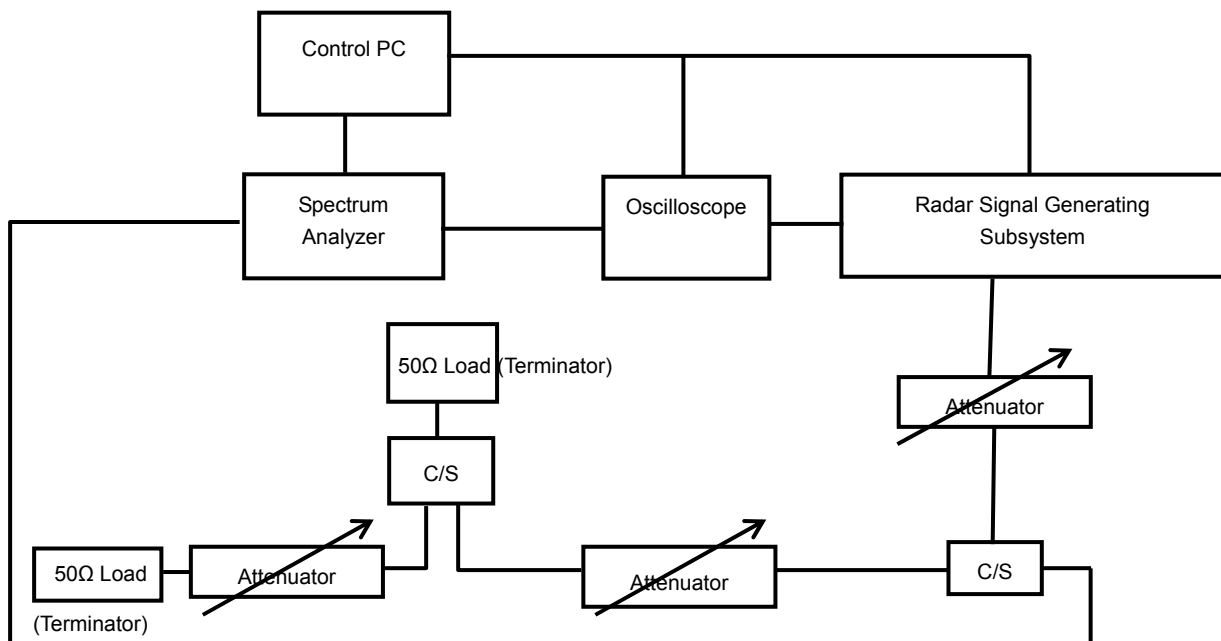 Control PC
Spectrum
Analyzer
Oscilloscope
Radar Signal Generating
Subsystem
50Ω Load (Terminator)
Attenuator
C/S
50Ω Load
(Terminator)
Attenuator
Attenuator
C/S